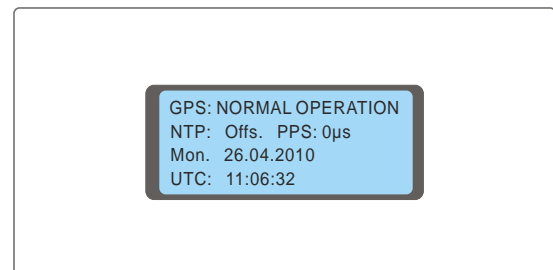 GPS: NORMAL OPERATION
NTP: Offs. PPS: 0µs
Mon. 26.04.2010
UTC: 11:06:32